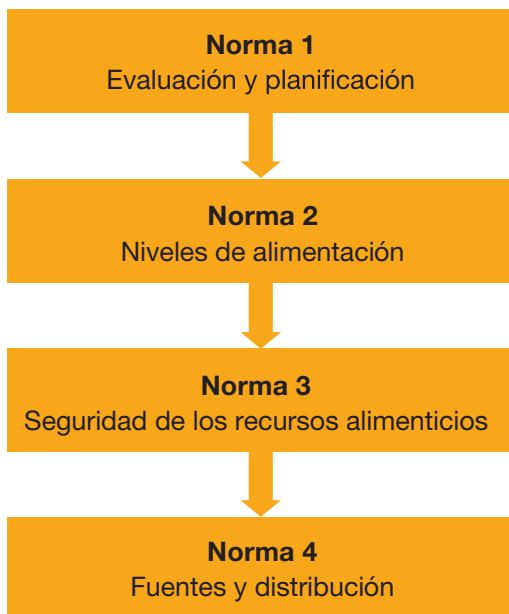 Norma 1
Evaluación y planificación
Norma 2
Niveles de alimentación
Norma 3
Seguridad de los recursos alimenticios
Norma 4
Fuentes y distribución